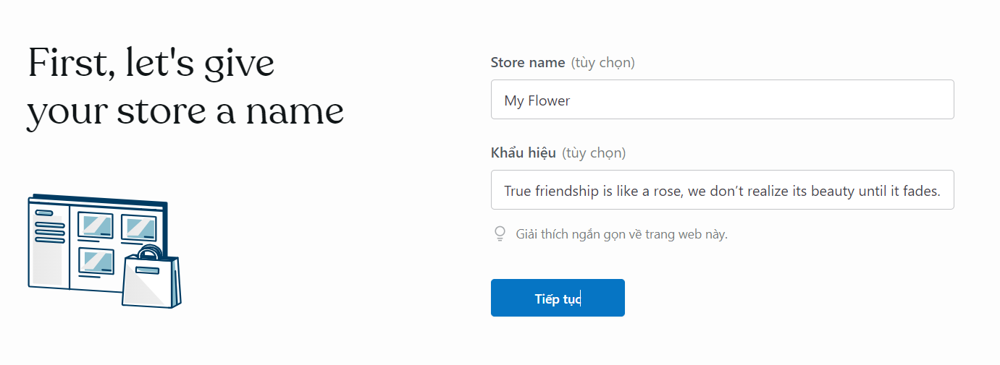 First, let's give
your store a name
Store name (tùy chọn)
My Flower
Khẩu hiệu (tùy chọn)
True friendship is like a rose, we don’t realize its beauty until it fades.
Giải thích ngắn gọn về trang web này.
Tiếp tục